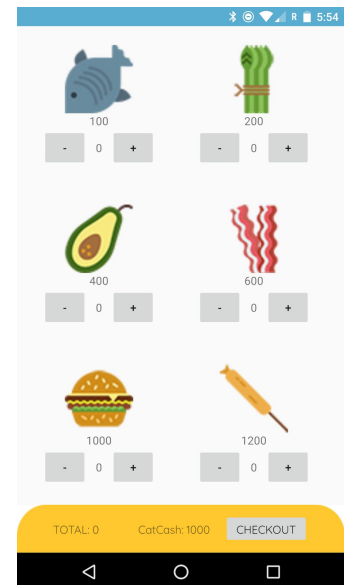 R 5:54
100 200
- 0 + - 0 +
400 600
- 0 + - 0 +
1000 1200
- 0 + - 0 +
TOTAL: 0 CatCash: 1000 CHECKOUT